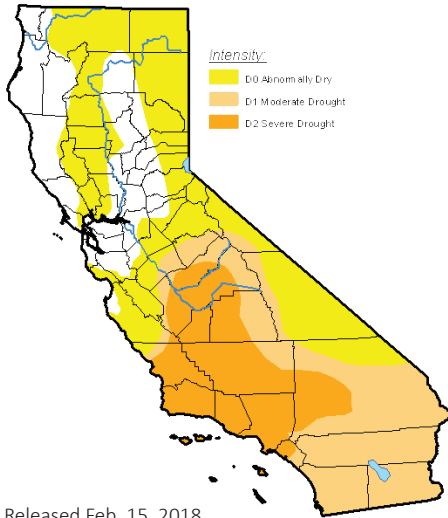 Intensity:
D0 Abnormally Dry
D1 Moderate Drought
D2 Severe Drought
Released Feb. 15, 2018